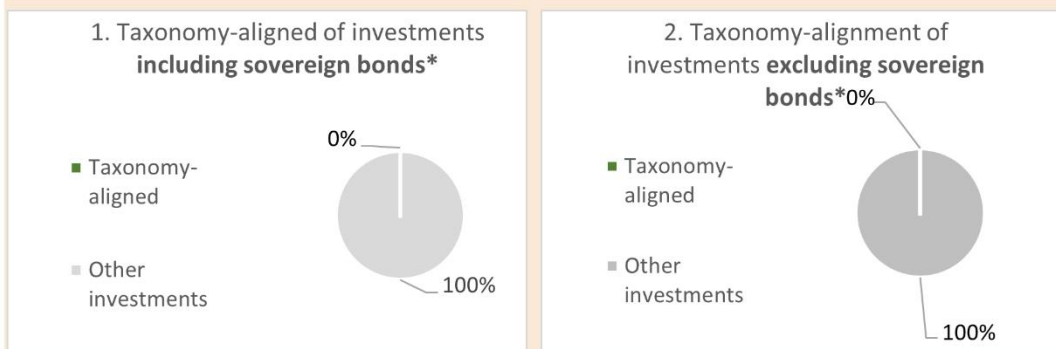 1. Taxonomy-aligned of investments
including sovereign bonds*
0%
Taxonomy-
aligned
Other
investments
100%
2. Taxonomy-alignment of
investments excluding sovereign
bonds*0%
Taxonomy-
aligned
Other
investments
100%